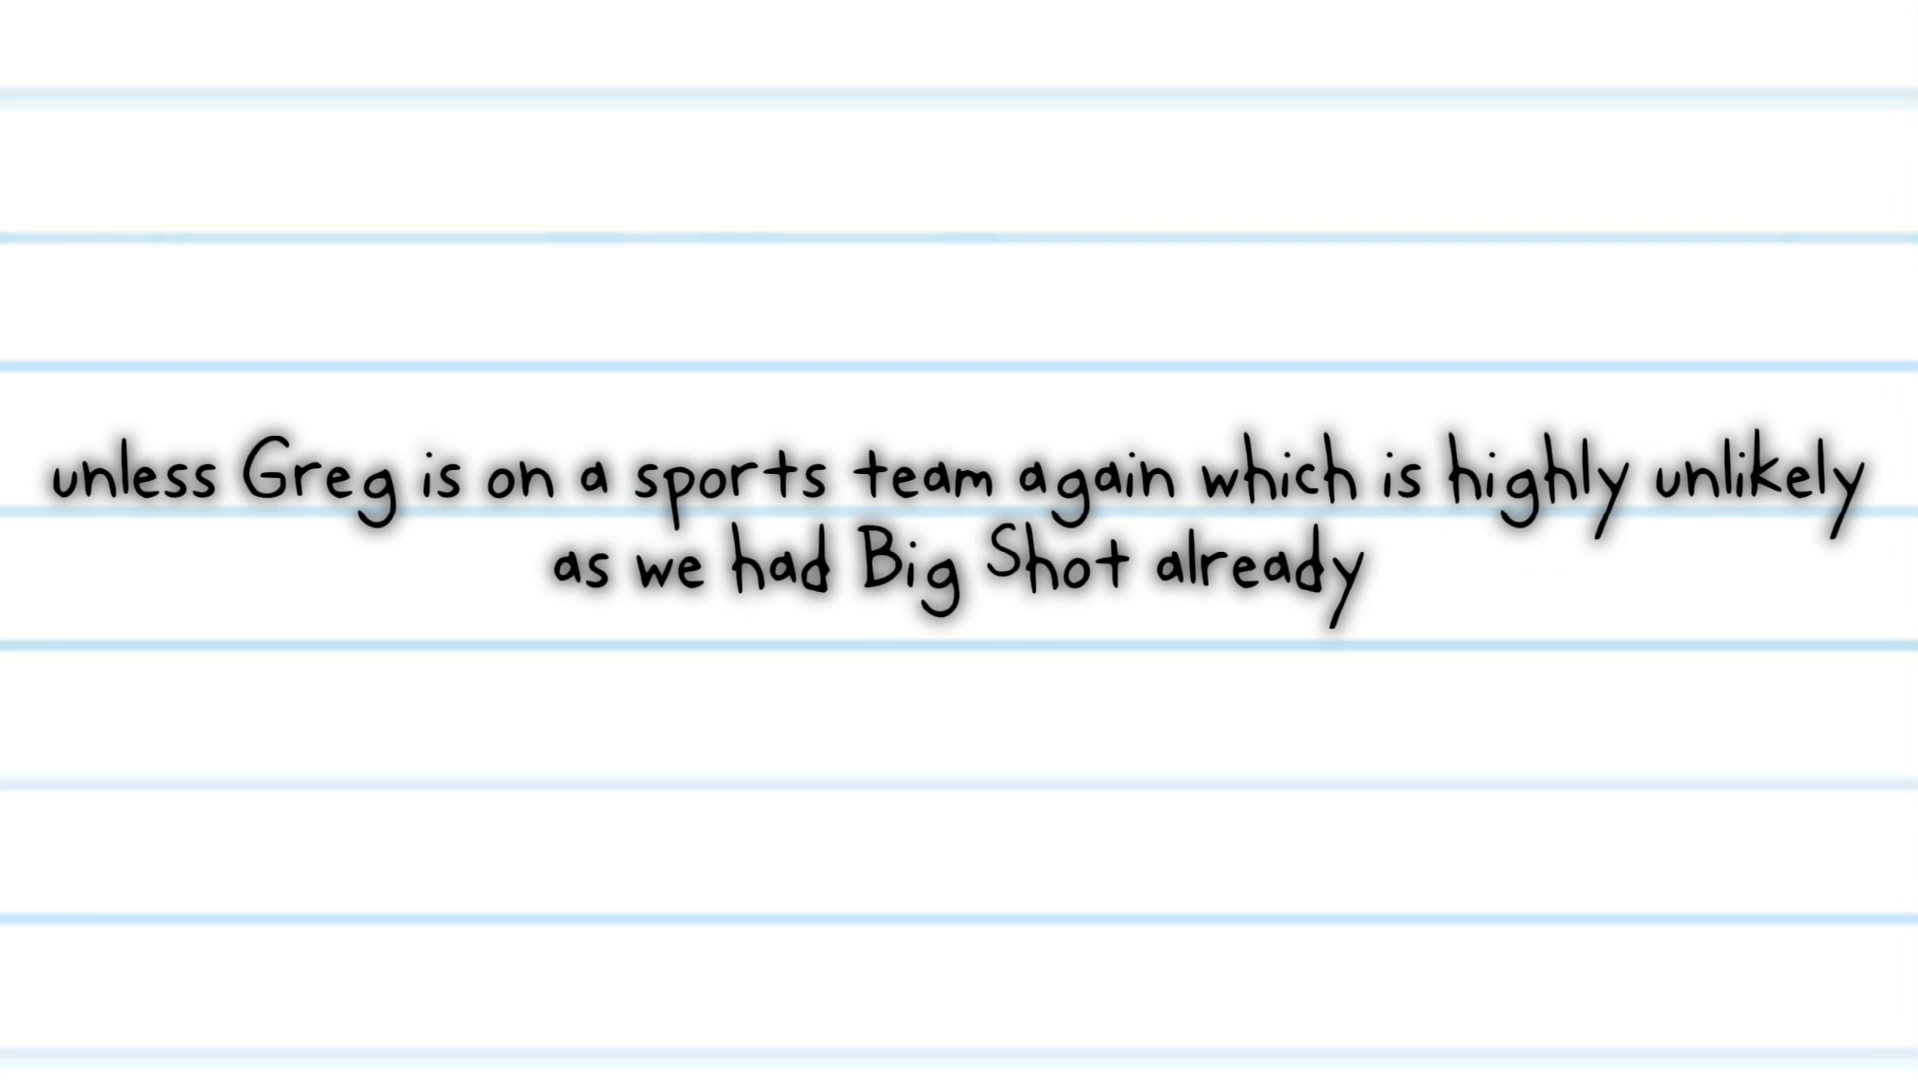 unless Greg is on a sports team again which is highly unlikely
as we had Big Shot already